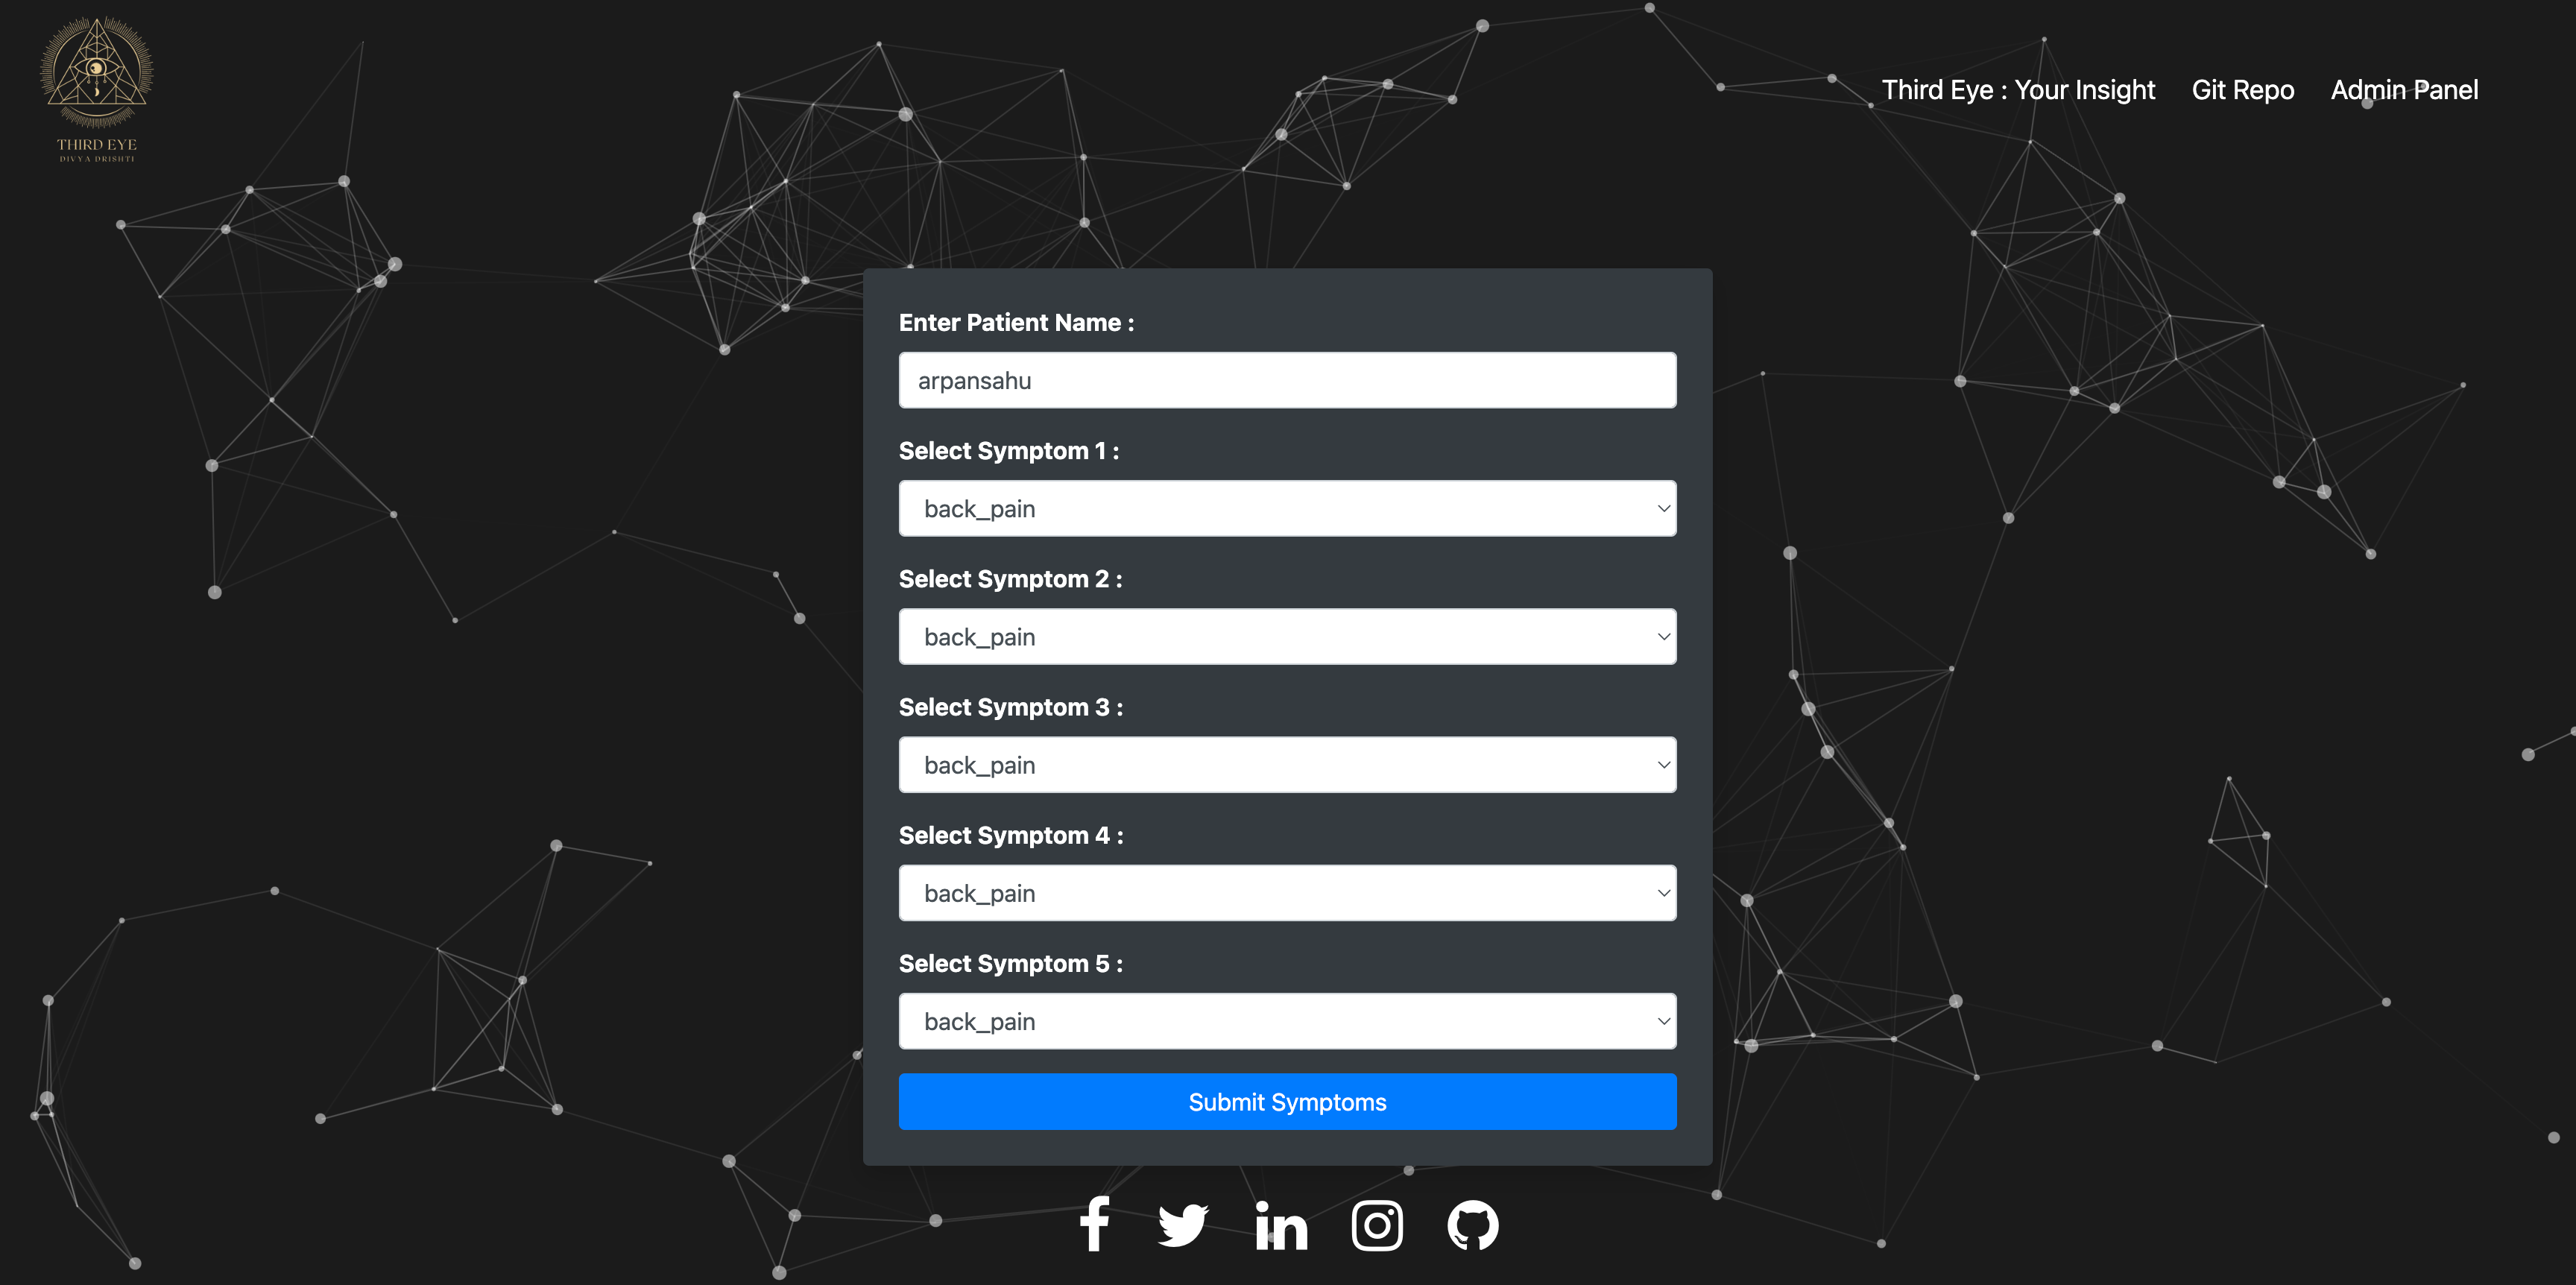 THIRD EYE
DIVYA DRISHTI
Third Eye : Your Insight Git Repo Admin Panel
Enter Patient Name :
arpansahu
Select Symptom 1 :
back_pain
Select Symptom 2 :
back_pain
Select Symptom 3 :
back_pain
Select Symptom 4 :
back_pain
Select Symptom 5 :
back_pain
Submit Symptoms